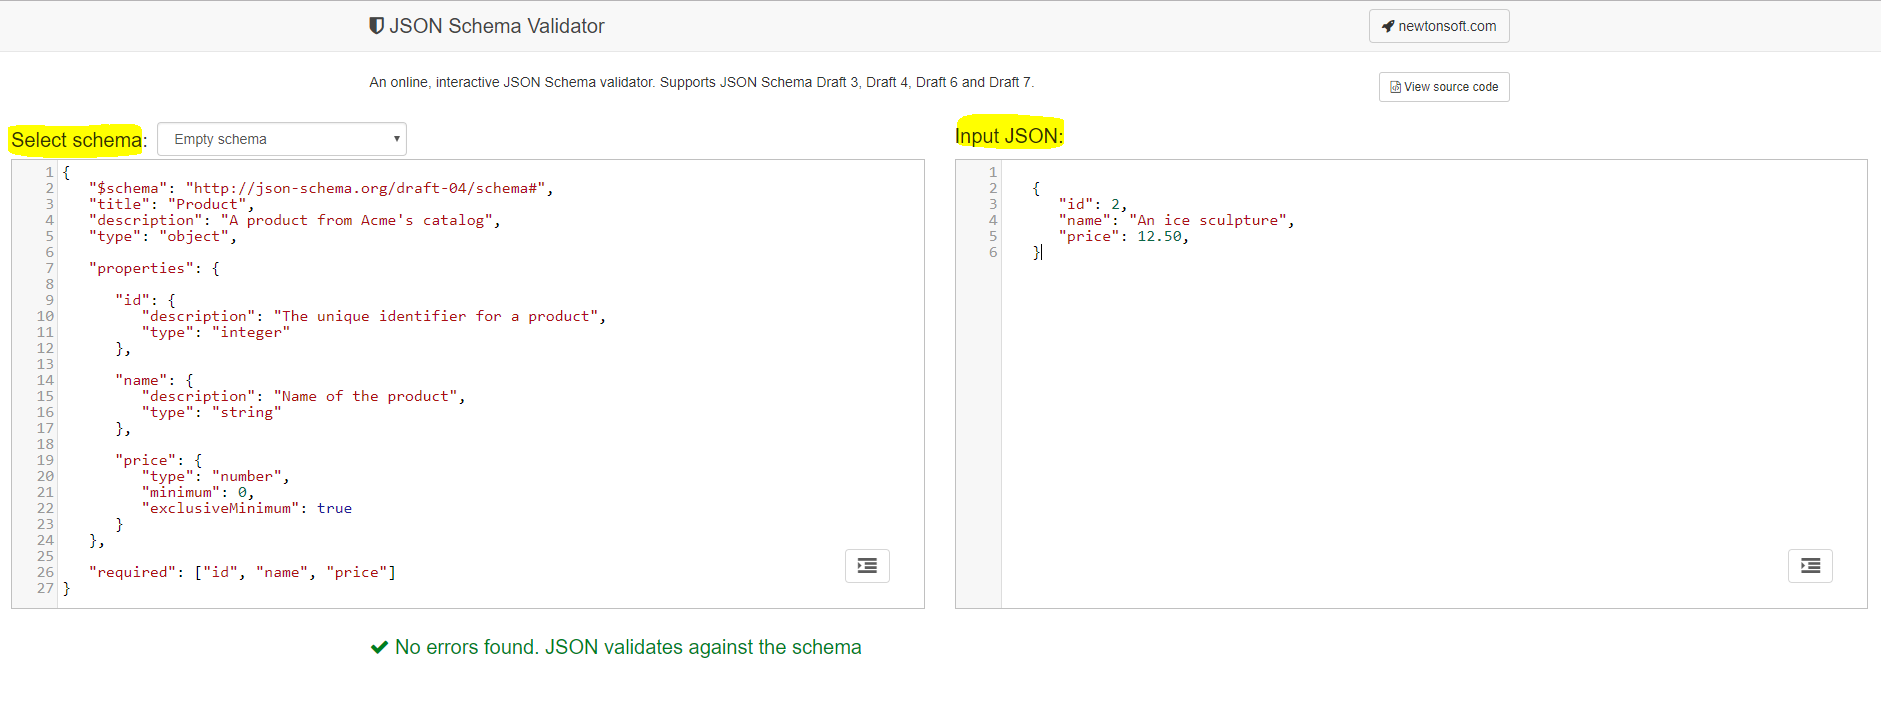 JSON Schema Validator
newtonsoft.com
An online, interactive JSON Schema validator. Supports JSON Schema Draft 3, Draft 4, Draft 6 and Draft 7.
View source code
Select schema:
Empty schema
1 {
2 "$schema": "http://json-schema.org/draft-04/schema#",
3 "title": "Product",
4 "description": "A product from Acme's catalog",
5 "type": "object",
6
7 "properties": {
8
9 "id": {
10 "description": "The unique identifier for a product",
11 "type": "integer"
12 },
13
14 "name": {
15 "description": "Name of the product",
16 "type": "string"
17 },
18
19 "price": {
20 "type": "number",
21 "minimum": 0,
22 "exclusiveMinimum": true
23 }
24 },
25
26 "required": ["id", "name", "price"]
27 }
Input JSON:
1
2 {
3 "id": 2,
4 "name": "An ice sculpture",
5 "price": 12.50,
6 }
No errors found. JSON validates against the schema